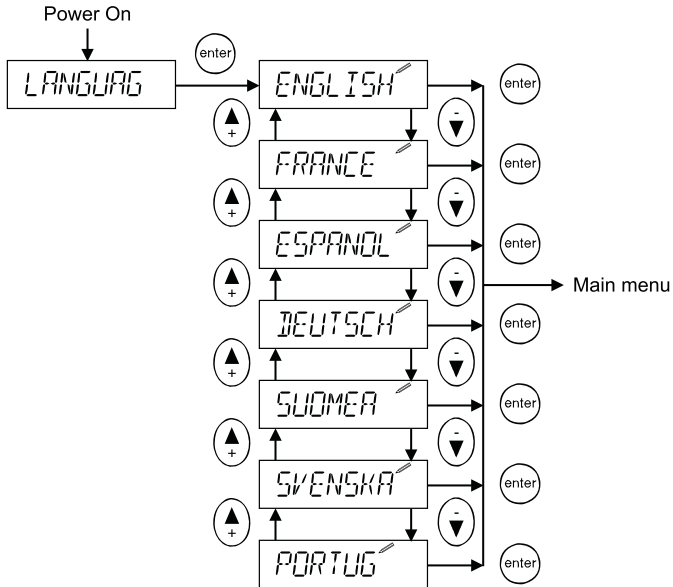 Power On
enter
LANGUAG
ENGLISH
enter
+
-
FRANCE
enter
+
-
ESPANOL
enter
+
-
Main menu
DEUTSCH
enter
+
-
SUOMEA
enter
+
-
SVENSKA
enter
+
-
PORTUG
enter